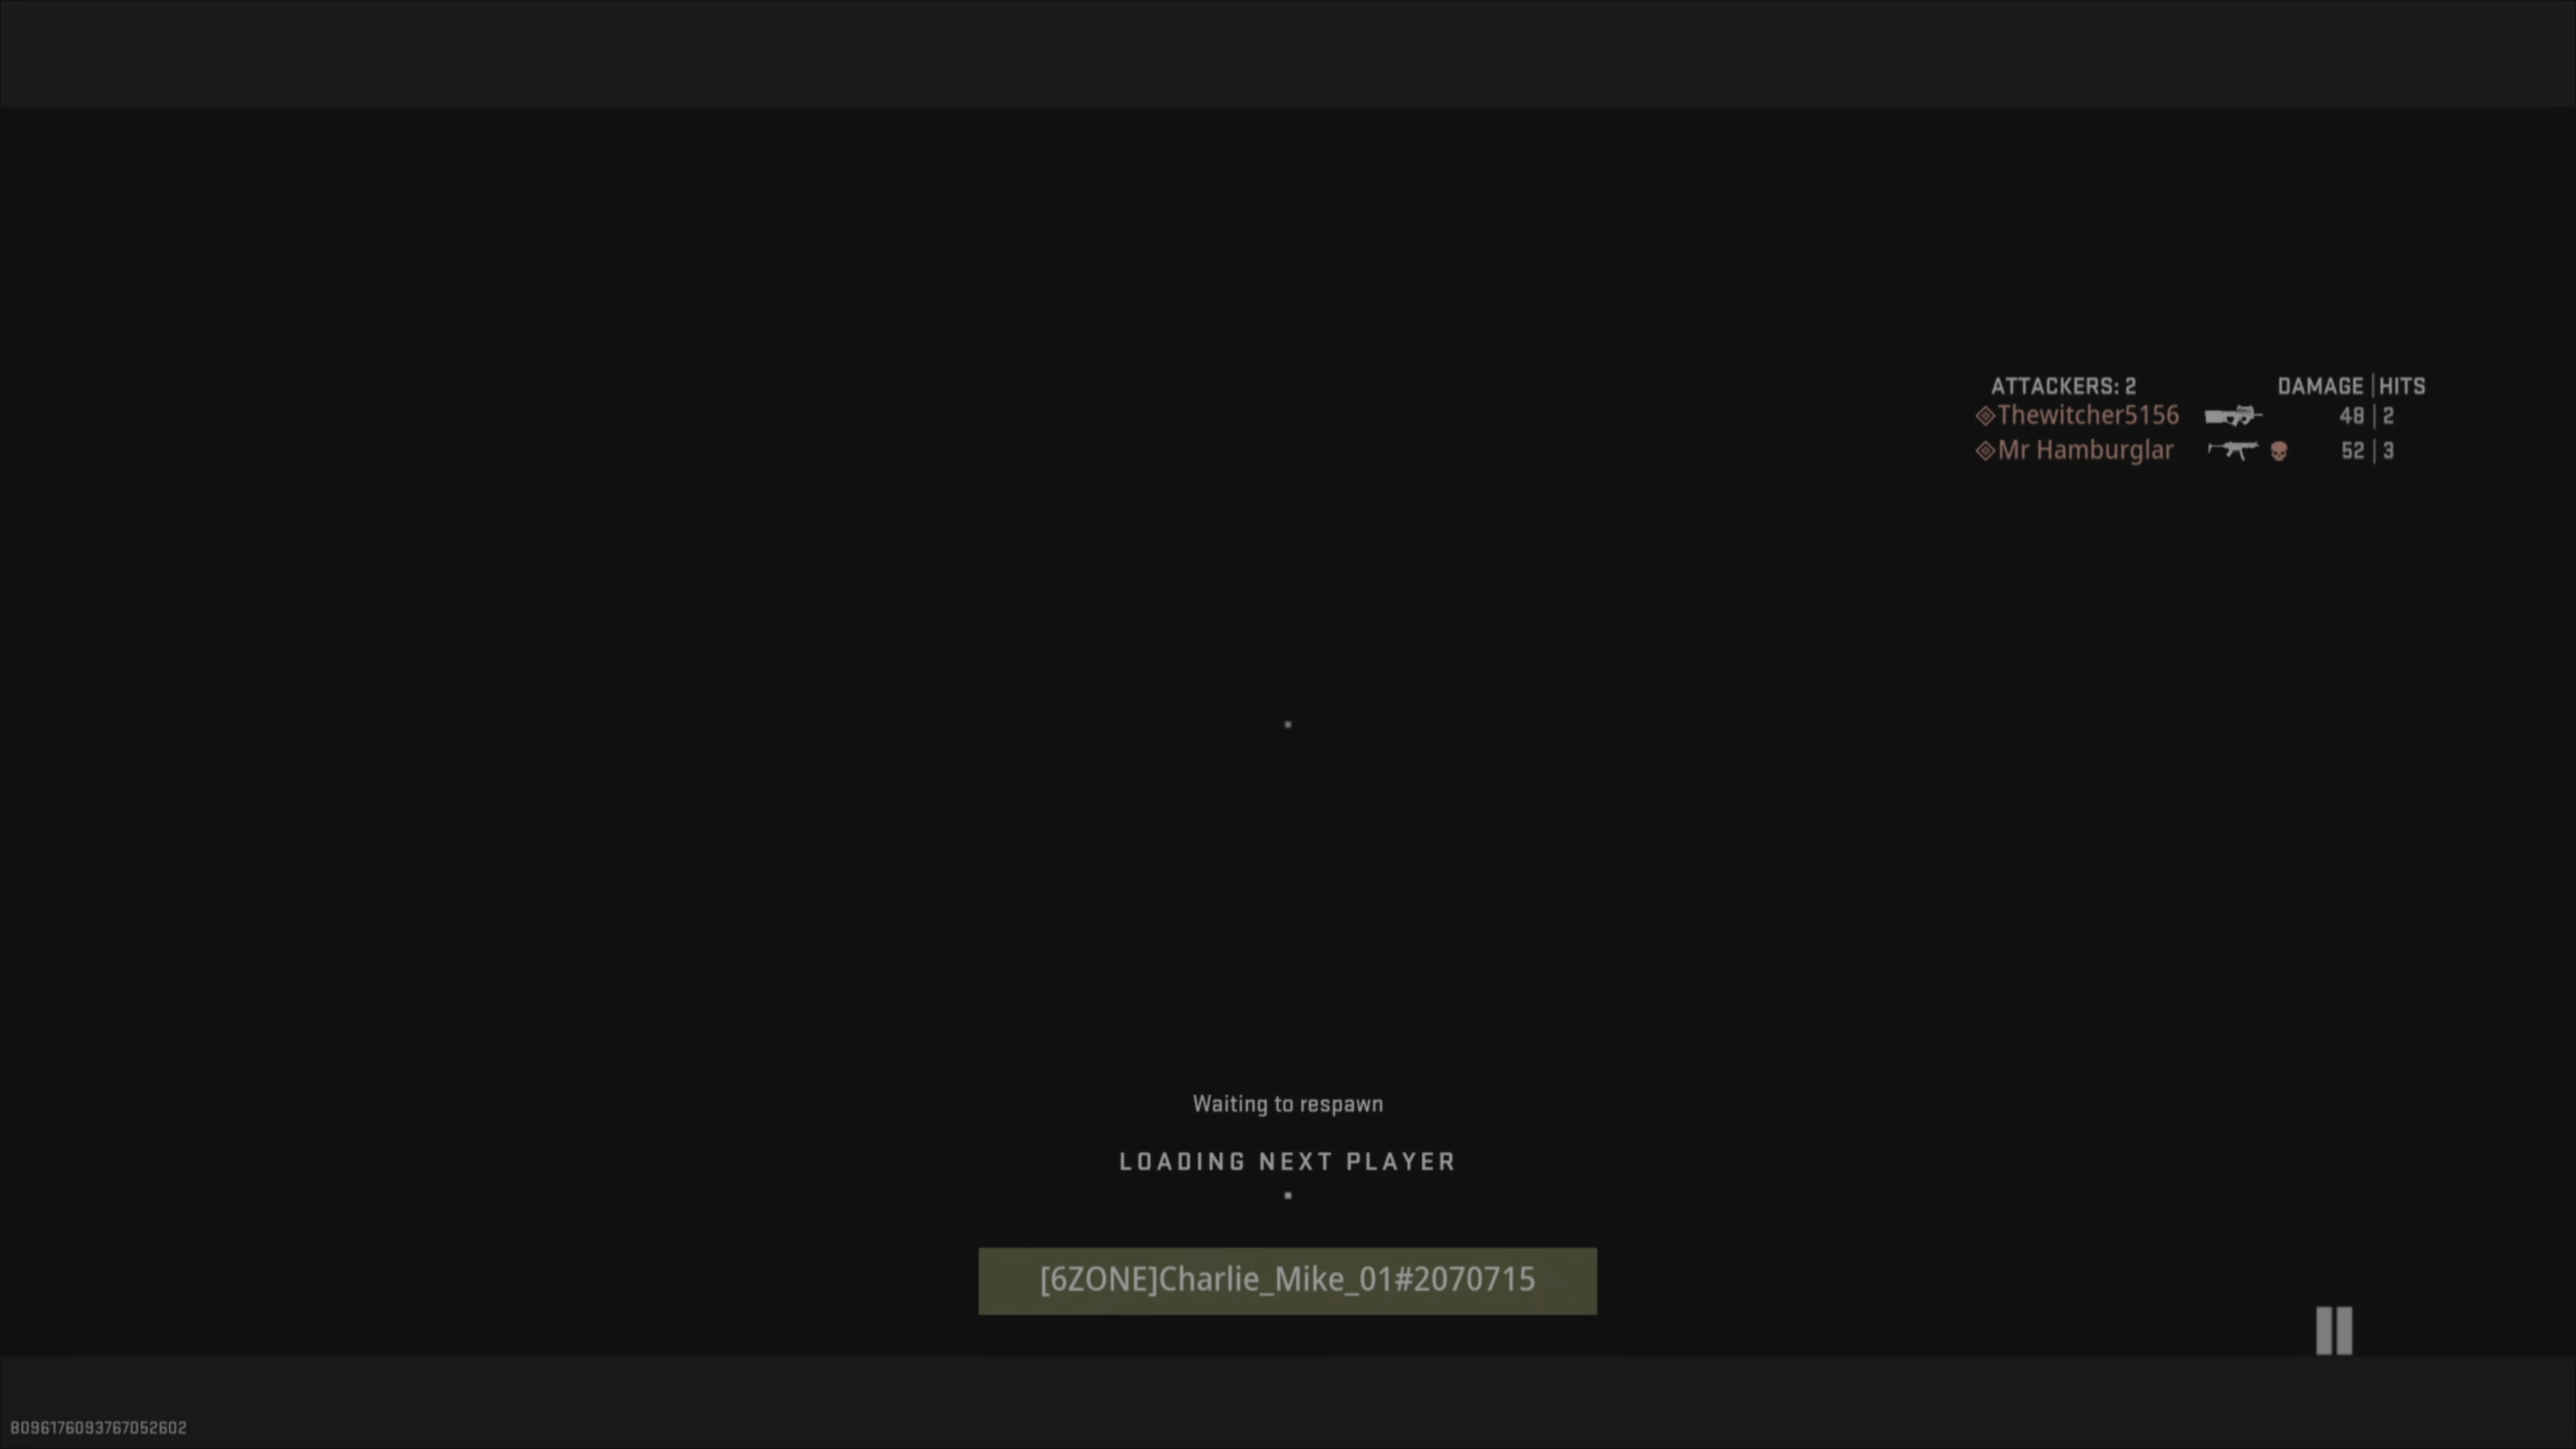 ATTACKERS: 2 DAMAGE | HITS
Thewitcher5156 48 | 2
Mr Hamburglar 52 | 3
Waiting to respawn
LOADING NEXT PLAYER
[6ZONE]Charlie_Mike_01#2070715
8096176093767052602